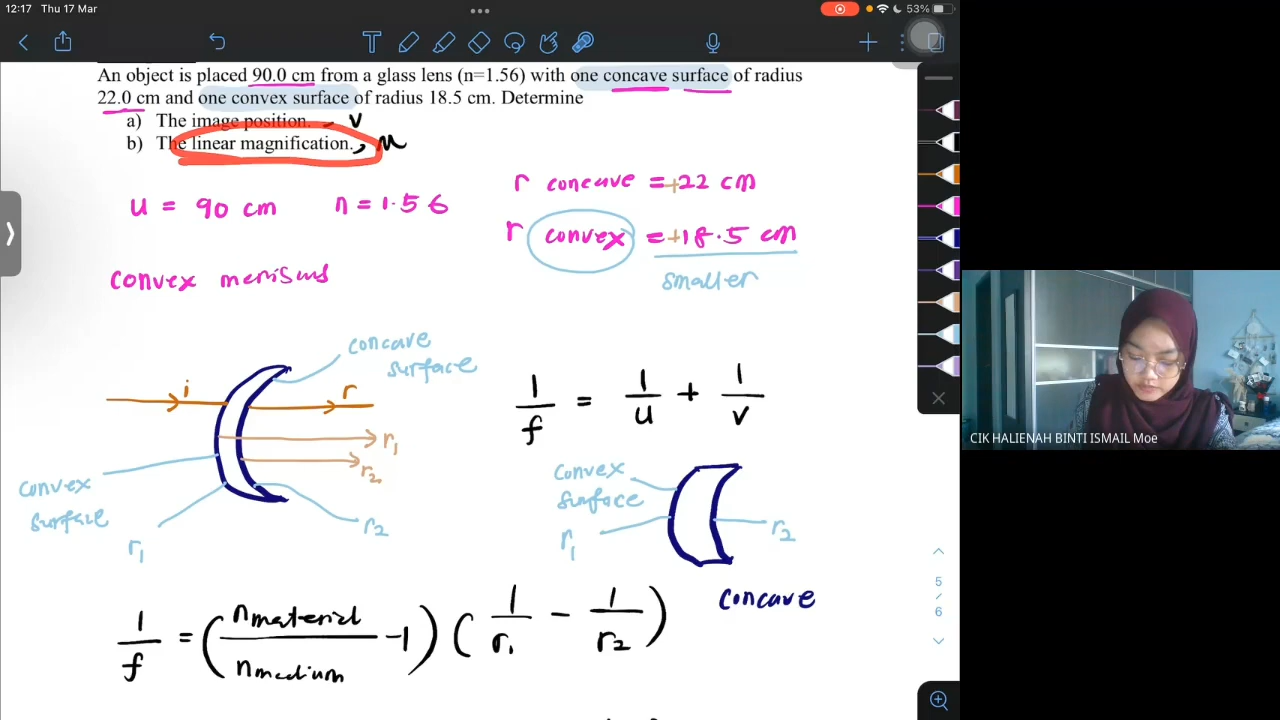 12:17 Thu 17 Mar
53%
An object is placed 90.0 cm from a glass lens (n=1.56) with one concave surface of radius
22.0 cm and one convex surface of radius 18.5 cm. Determine
a) The image position. - v
b) The linear magnification. , M
u = 90 cm n = 1.56
r concave = +22 cm
r convex = +18.5 cm
smaller
convex meniscus
concave
surface
i
r
r1
r2
convex
surface
r1
r2
1/f = 1/u + 1/v
convex
surface
r1
r2
concave
1/f = (nmaterial/nmedium - 1) (1/r1 - 1/r2)
5
/
6
CIK HALIENAH BINTI ISMAIL Moe